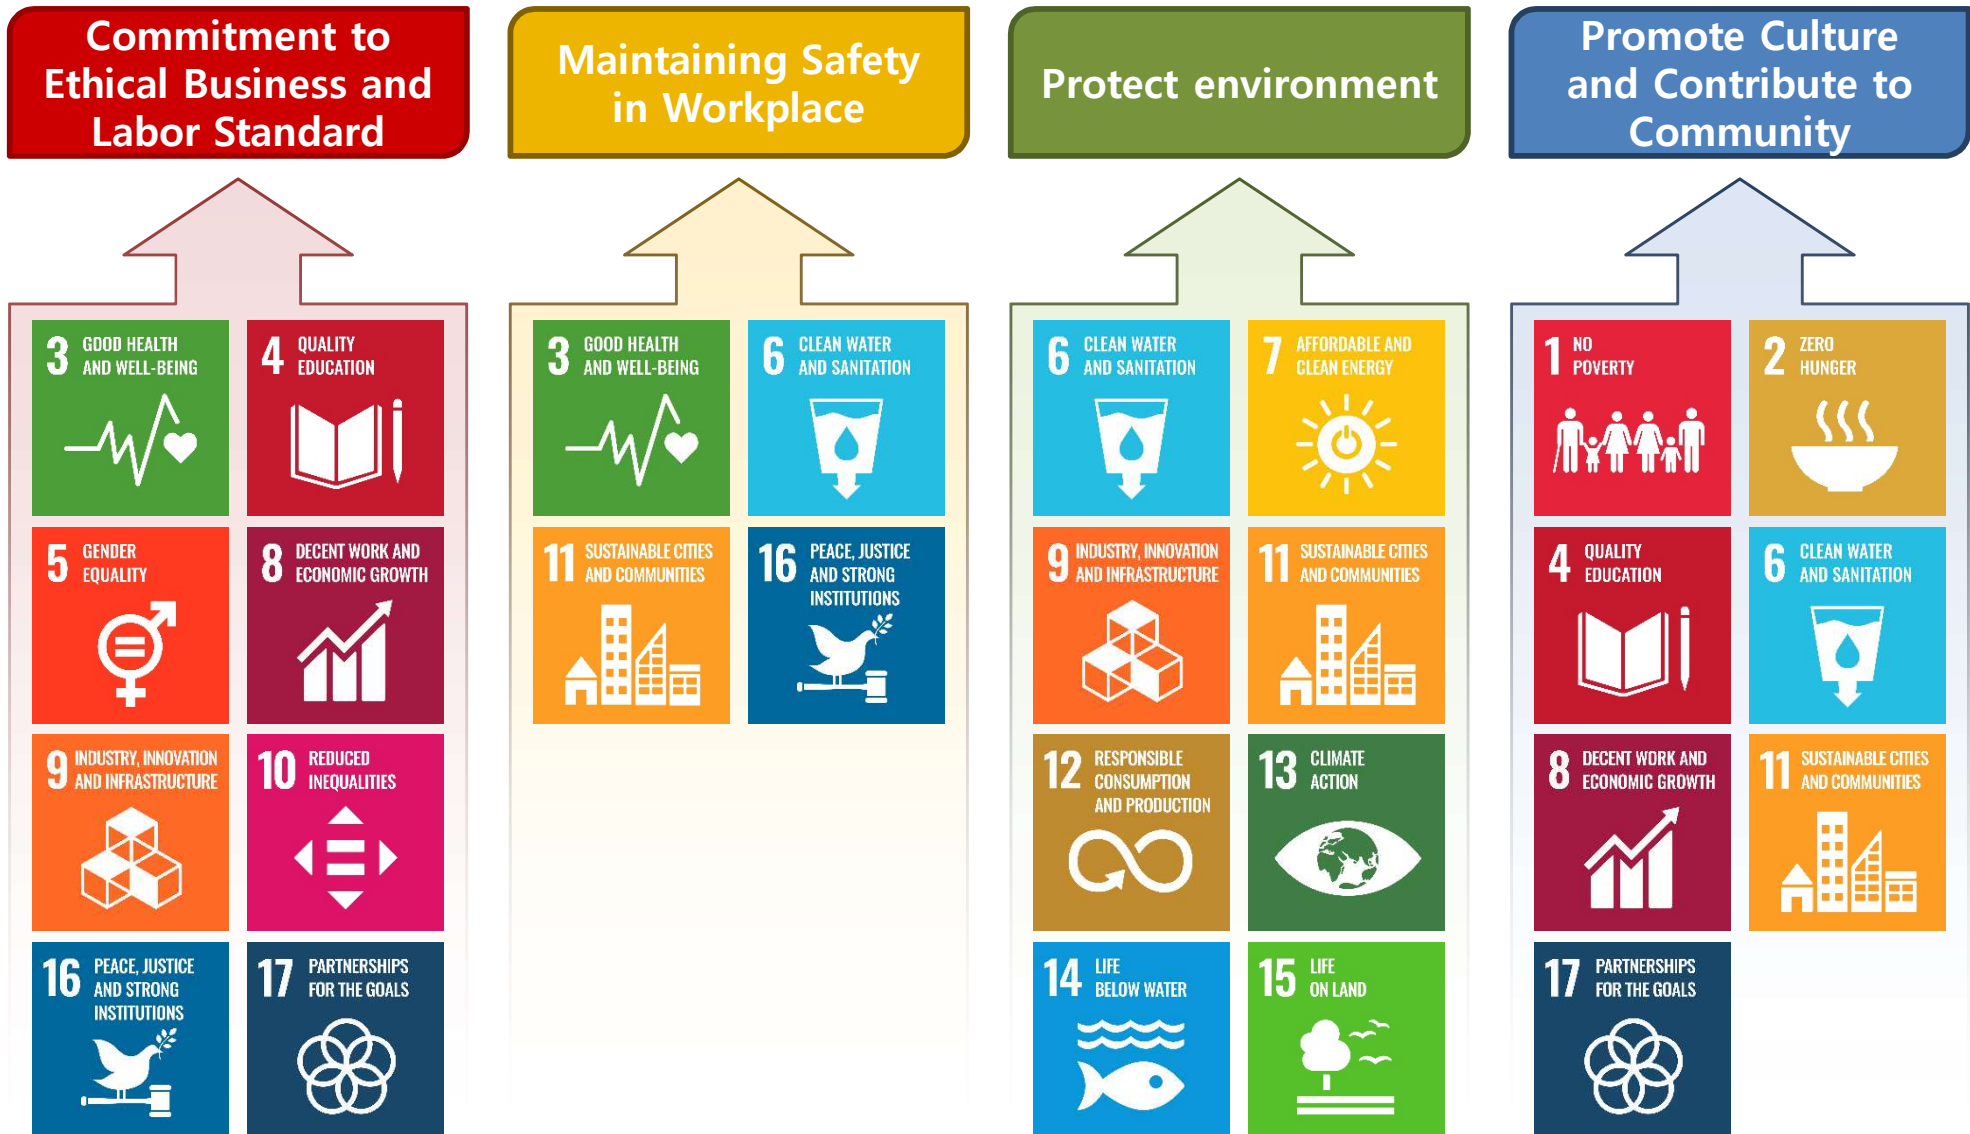 Commitment to
Ethical Business and
Labor Standard
3 GOOD HEALTH
AND WELL-BEING
4 QUALITY
EDUCATION
5 GENDER
EQUALITY
8 DECENT WORK AND
ECONOMIC GROWTH
9 INDUSTRY, INNOVATION
AND INFRASTRUCTURE
10 REDUCED
INEQUALITIES
16 PEACE, JUSTICE
AND STRONG
INSTITUTIONS
17 PARTNERSHIPS
FOR THE GOALS
Maintaining Safety
in Workplace
3 GOOD HEALTH
AND WELL-BEING
6 CLEAN WATER
AND SANITATION
11 SUSTAINABLE CITIES
AND COMMUNITIES
16 PEACE, JUSTICE
AND STRONG
INSTITUTIONS
Protect environment
6 CLEAN WATER
AND SANITATION
7 AFFORDABLE AND
CLEAN ENERGY
9 INDUSTRY, INNOVATION
AND INFRASTRUCTURE
11 SUSTAINABLE CITIES
AND COMMUNITIES
12 RESPONSIBLE
CONSUMPTION
AND PRODUCTION
13 CLIMATE
ACTION
14 LIFE
BELOW WATER
15 LIFE
ON LAND
Promote Culture
and Contribute to
Community
1 NO
POVERTY
2 ZERO
HUNGER
4 QUALITY
EDUCATION
6 CLEAN WATER
AND SANITATION
8 DECENT WORK AND
ECONOMIC GROWTH
11 SUSTAINABLE CITIES
AND COMMUNITIES
17 PARTNERSHIPS
FOR THE GOALS